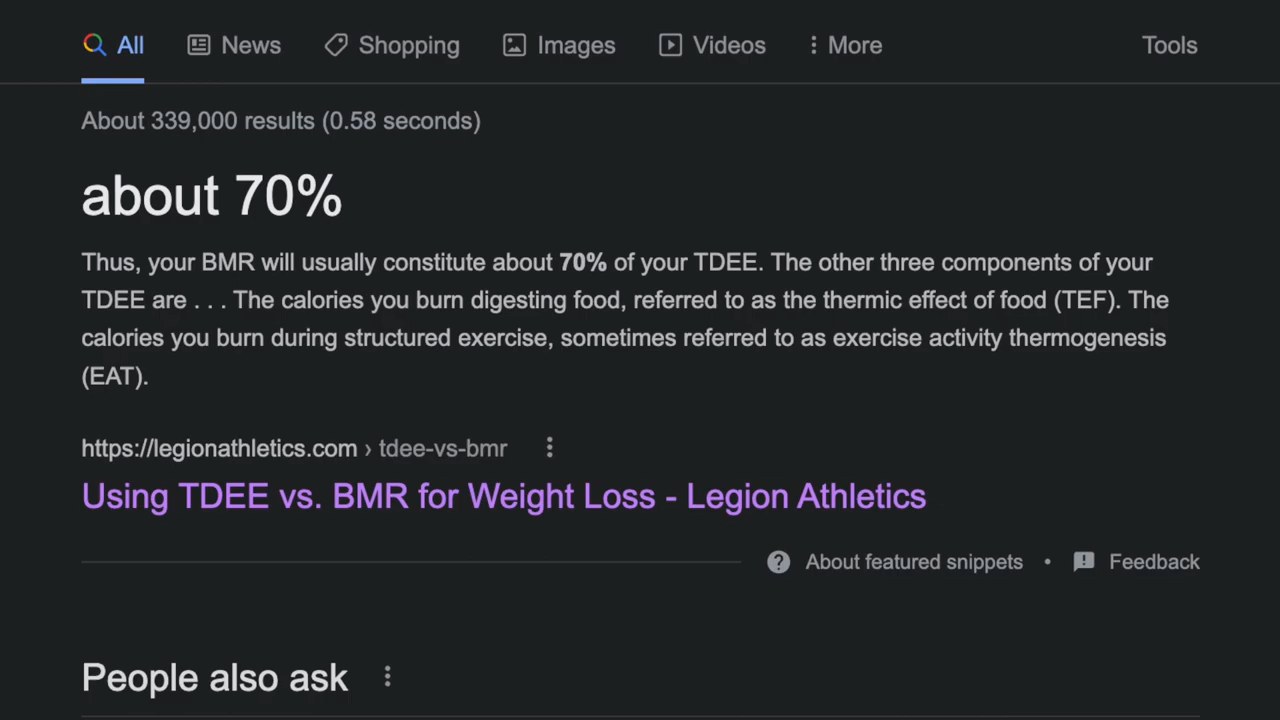 All News Shopping Images Videos More Tools
About 339,000 results (0.58 seconds)
about 70%
Thus, your BMR will usually constitute about 70% of your TDEE. The other three components of your
TDEE are . . . The calories you burn digesting food, referred to as the thermic effect of food (TEF). The
calories you burn during structured exercise, sometimes referred to as exercise activity thermogenesis
(EAT).
https://legionathletics.com › tdee-vs-bmr
Using TDEE vs. BMR for Weight Loss - Legion Athletics
About featured snippets • Feedback
People also ask